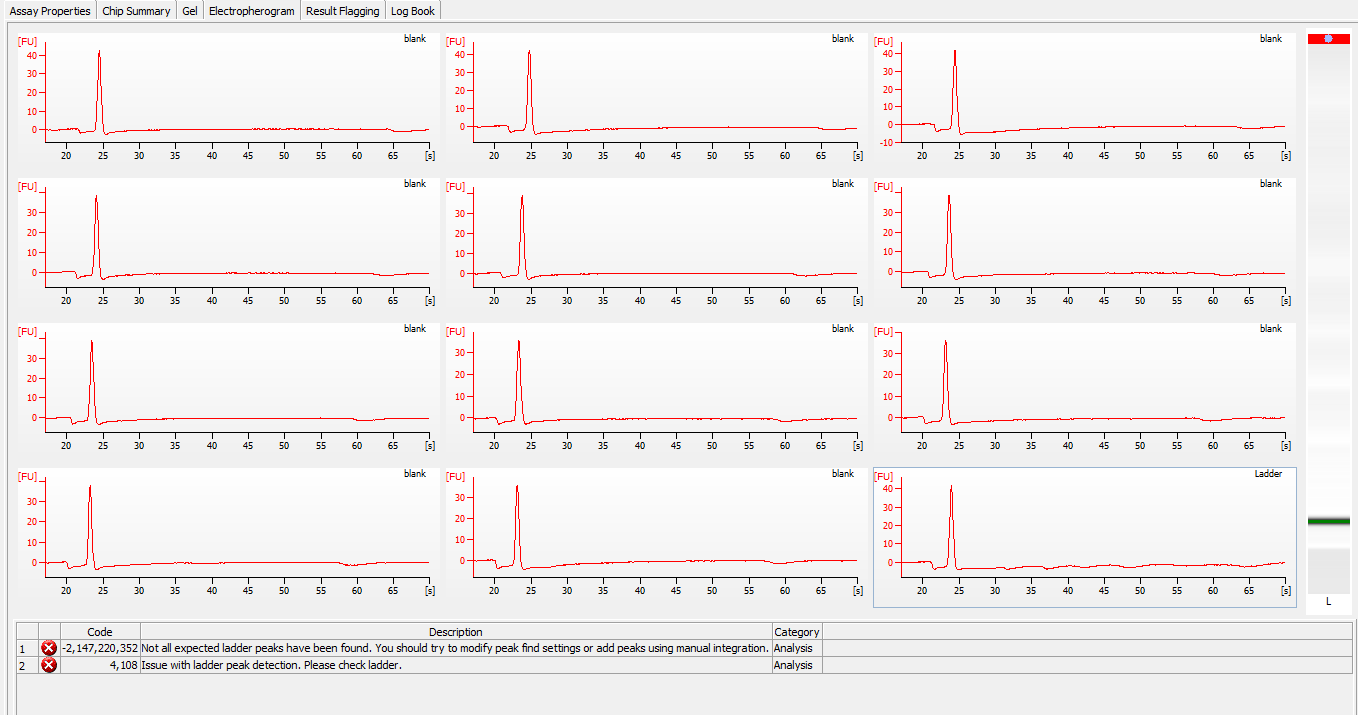 Assay Properties Chip Summary Gel Electropherogram Result Flagging Log Book
[FU] blank [FU] blank [FU] blank
40 40 40
30 30 30
20 20 20
10 10 10
0 0 0
-10
20 25 30 35 40 45 50 55 60 65 [s] 20 25 30 35 40 45 50 55 60 65 [s] 20 25 30 35 40 45 50 55 60 65 [s]
[FU] blank [FU] blank [FU] blank
30 30 30
20 20 20
10 10 10
0 0 0
20 25 30 35 40 45 50 55 60 65 [s] 20 25 30 35 40 45 50 55 60 65 [s] 20 25 30 35 40 45 50 55 60 65 [s]
[FU] blank [FU] blank [FU] blank
30 30 30
20 20 20
10 10 10
0 0 0
20 25 30 35 40 45 50 55 60 65 [s] 20 25 30 35 40 45 50 55 60 65 [s] 20 25 30 35 40 45 50 55 60 65 [s]
[FU] blank [FU] blank [FU] Ladder
40
30 30 30
20 20 20
10 10 10
0 0 0
20 25 30 35 40 45 50 55 60 65 [s] 20 25 30 35 40 45 50 55 60 65 [s] 20 25 30 35 40 45 50 55 60 65 [s]
L
Code Description Category
1 -2,147,220,352 Not all expected ladder peaks have been found. You should try to modify peak find settings or add peaks using manual integration. Analysis
2 4,108 Issue with ladder peak detection. Please check ladder. Analysis